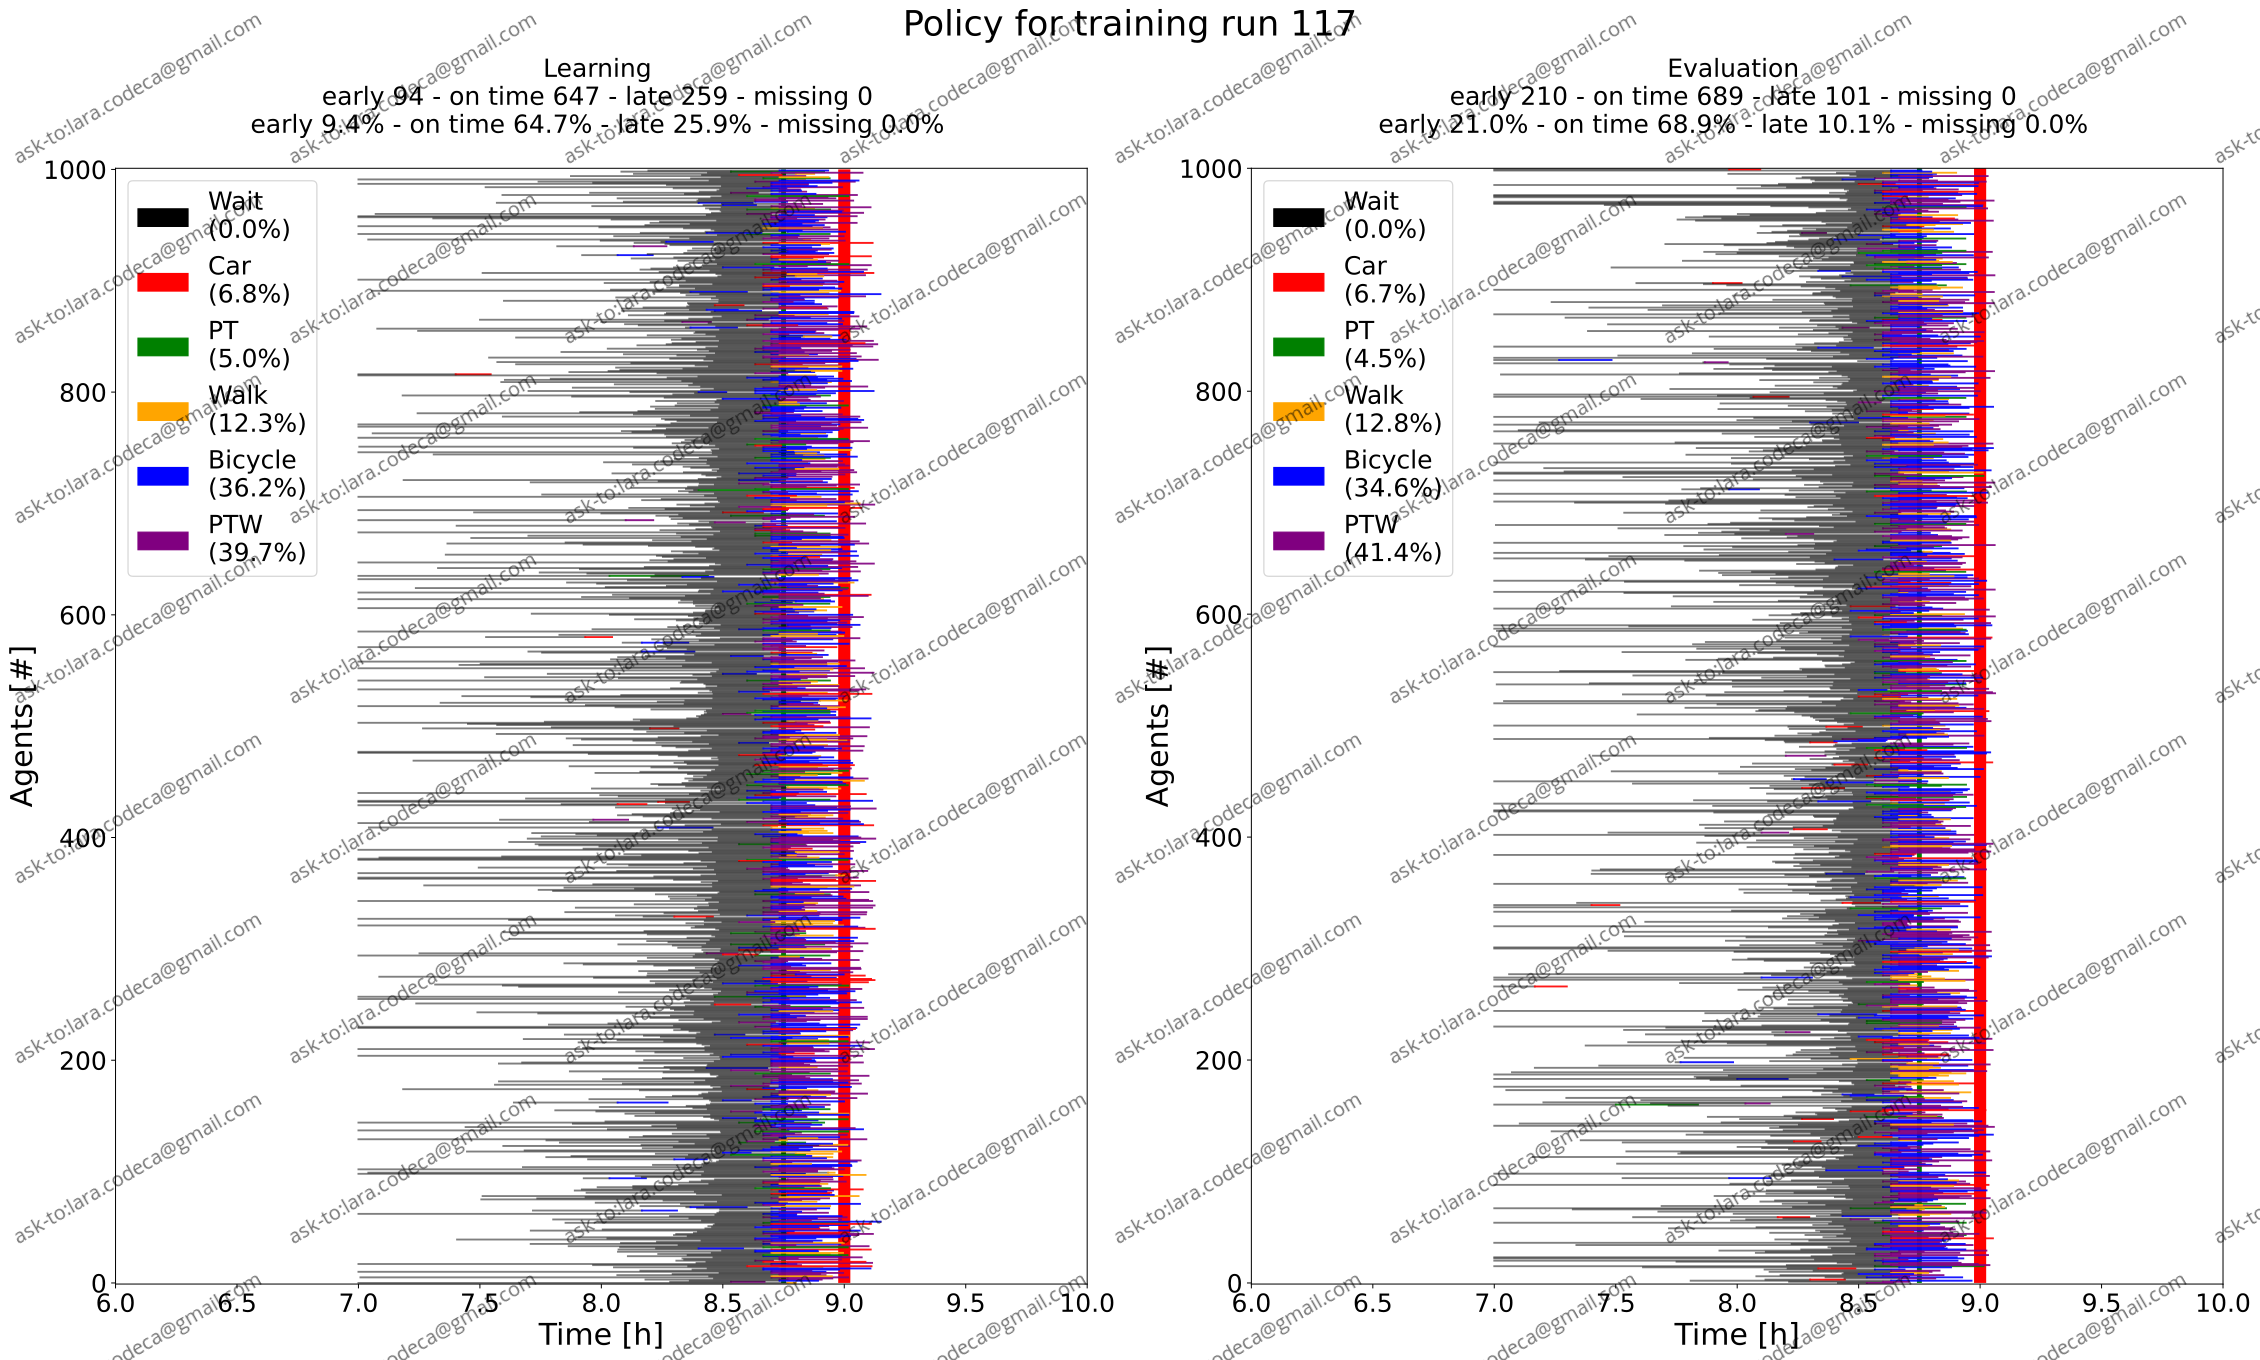 Policy for training run 117
Learning
early 94 - on time 647 - late 259 - missing 0
early 9.4% - on time 64.7% - late 25.9% - missing 0.0%
Wait
(0.0%)
Car
(6.8%)
PT
(5.0%)
Walk
(12.3%)
Bicycle
(36.2%)
PTW
(39.7%)
Agents [#]
1000
800
600
400
200
0
6.0 6.5 7.0 7.5 8.0 8.5 9.0 9.5 10.0
Time [h]
Evaluation
early 210 - on time 689 - late 101 - missing 0
early 21.0% - on time 68.9% - late 10.1% - missing 0.0%
Wait
(0.0%)
Car
(6.7%)
PT
(4.5%)
Walk
(12.8%)
Bicycle
(34.6%)
PTW
(41.4%)
Agents [#]
1000
800
600
400
200
0
6.0 6.5 7.0 7.5 8.0 8.5 9.0 9.5 10.0
Time [h]
ask-to:lara.codeca@gmail.com